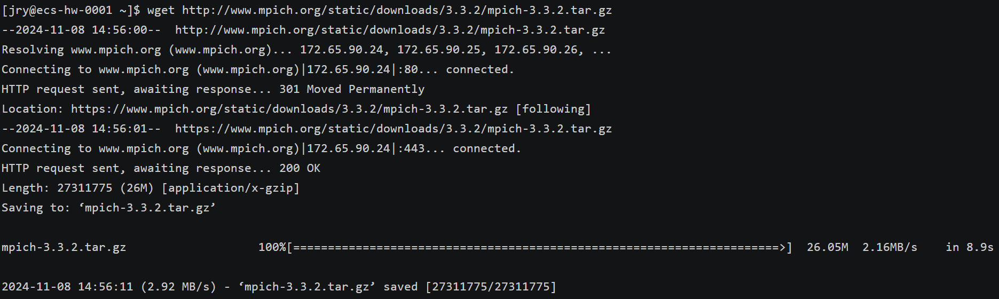 [jry@ecs-hw-0001 ~]$ wget http://www.mpich.org/static/downloads/3.3.2/mpich-3.3.2.tar.gz
--2024-11-08 14:56:00--  http://www.mpich.org/static/downloads/3.3.2/mpich-3.3.2.tar.gz
Resolving www.mpich.org (www.mpich.org)... 172.65.90.24, 172.65.90.25, 172.65.90.26, ...
Connecting to www.mpich.org (www.mpich.org)|172.65.90.24|:80... connected.
HTTP request sent, awaiting response... 301 Moved Permanently
Location: https://www.mpich.org/static/downloads/3.3.2/mpich-3.3.2.tar.gz [following]
--2024-11-08 14:56:01--  https://www.mpich.org/static/downloads/3.3.2/mpich-3.3.2.tar.gz
Connecting to www.mpich.org (www.mpich.org)|172.65.90.24|:443... connected.
HTTP request sent, awaiting response... 200 OK
Length: 27311775 (26M) [application/x-gzip]
Saving to: ‘mpich-3.3.2.tar.gz’
mpich-3.3.2.tar.gz                   100%[======================================================================>]  26.05M  2.16MB/s    in 8.9s
2024-11-08 14:56:11 (2.92 MB/s) - ‘mpich-3.3.2.tar.gz’ saved [27311775/27311775]